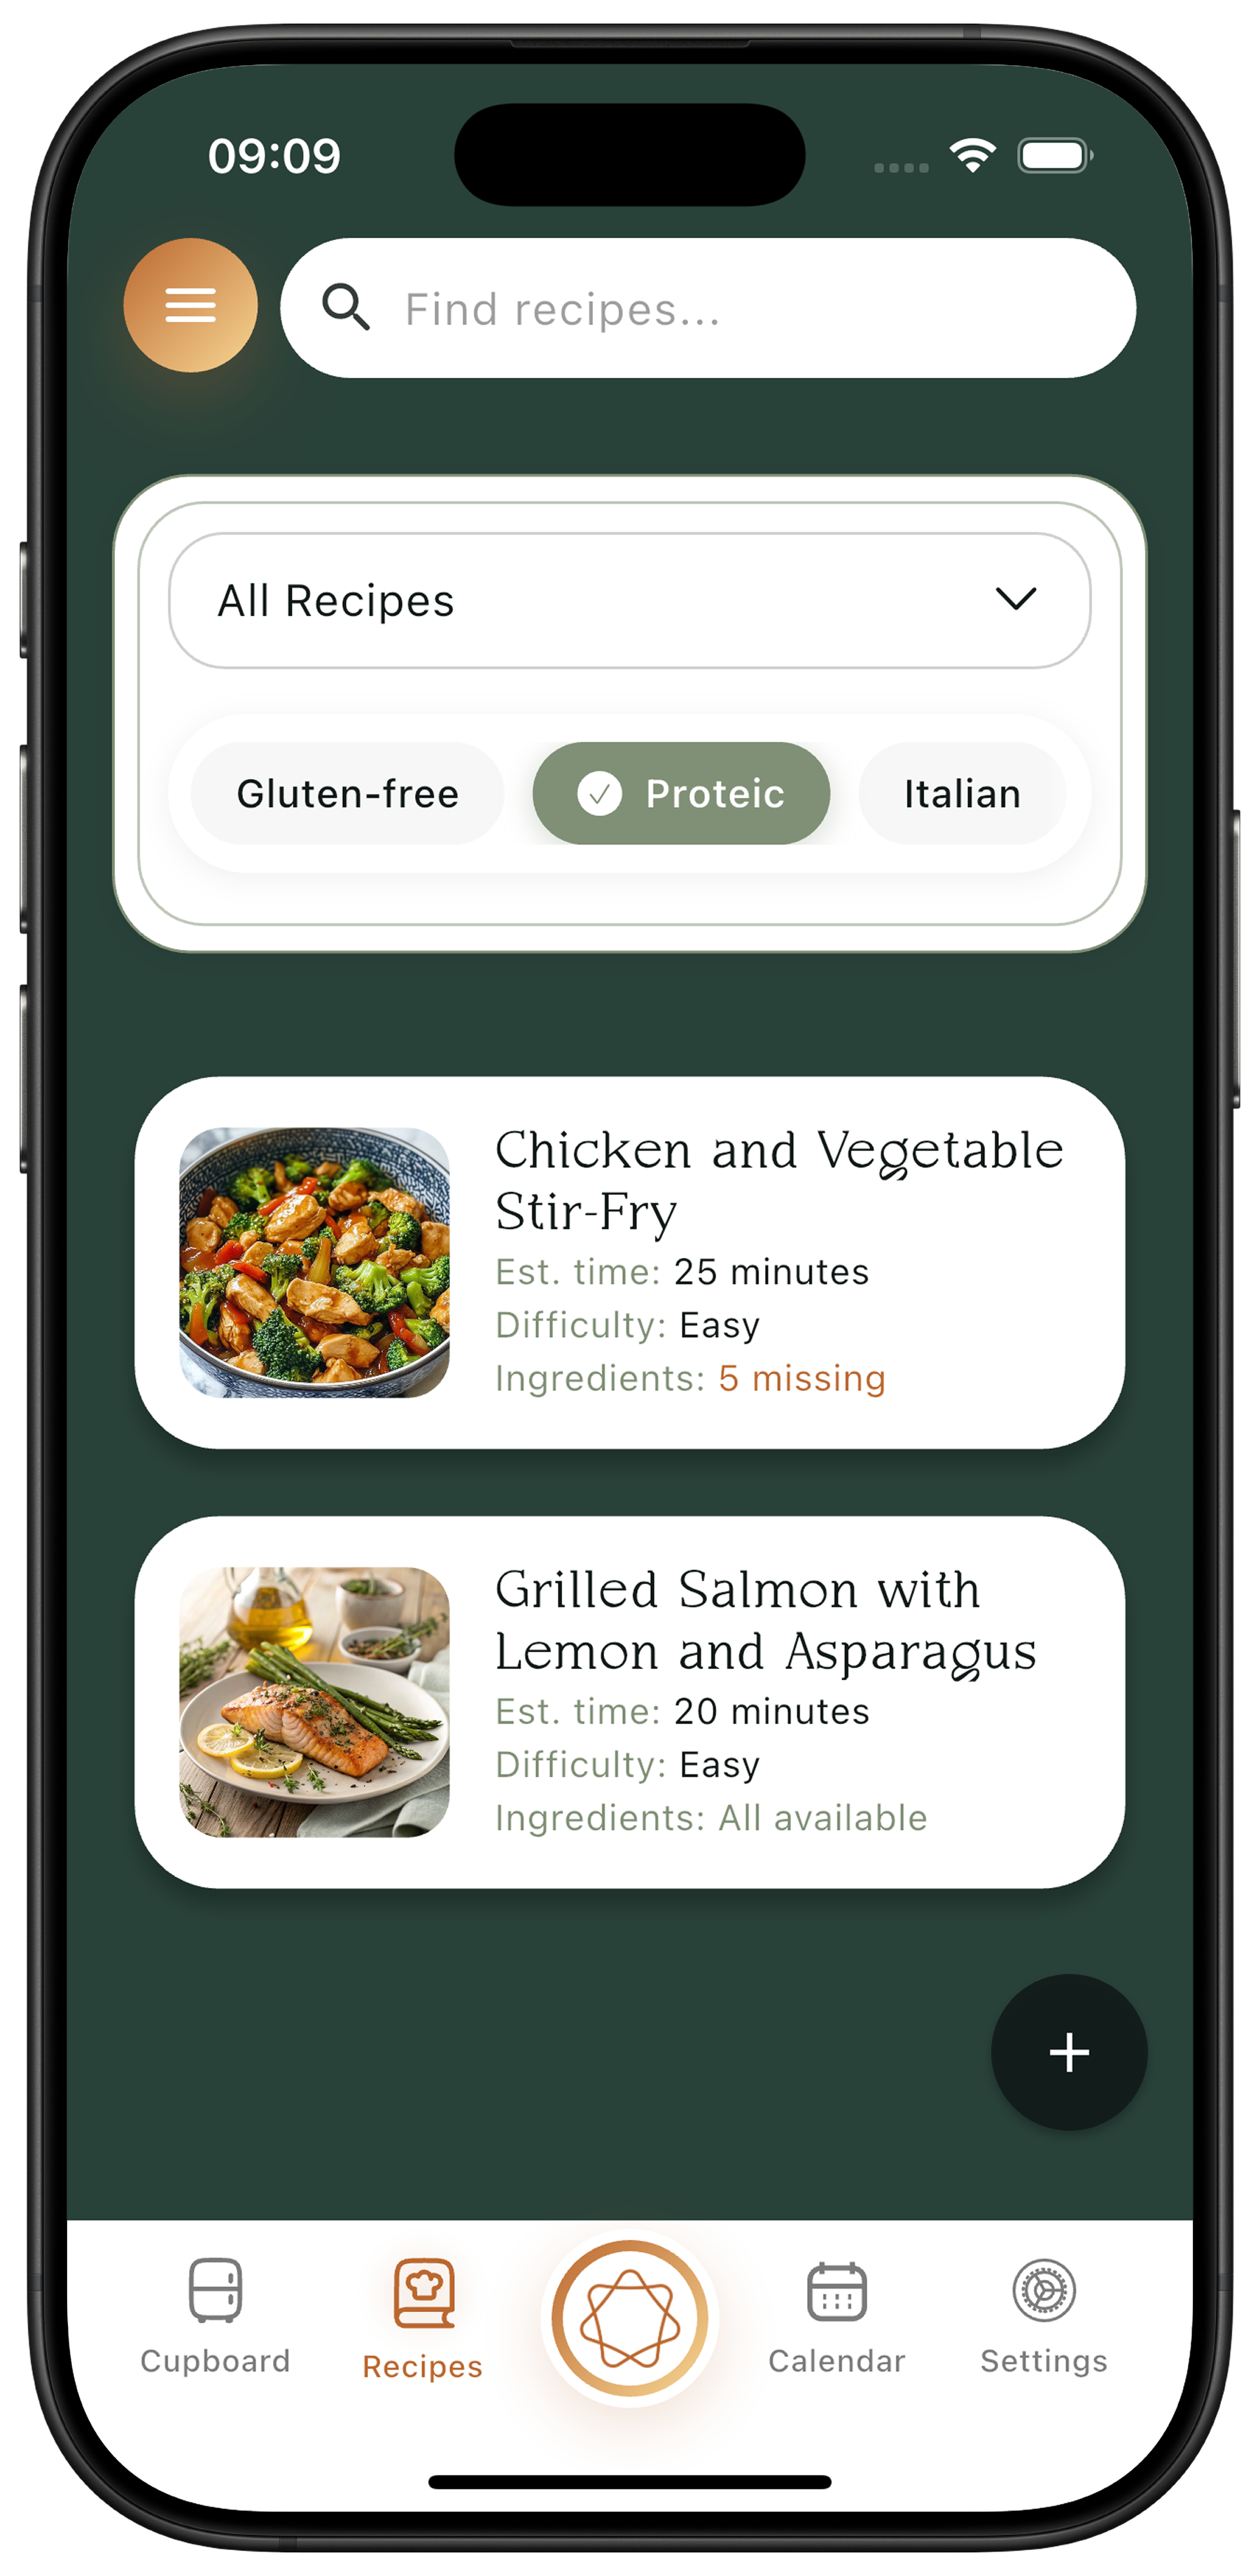 09:09
Find recipes...
All Recipes
Gluten-free
Proteic
Italian
Chicken and Vegetable
Stir-Fry
Est. time: 25 minutes
Difficulty: Easy
Ingredients: 5 missing
Grilled Salmon with
Lemon and Asparagus
Est. time: 20 minutes
Difficulty: Easy
Ingredients: All available
Cupboard
Recipes
Calendar
Settings